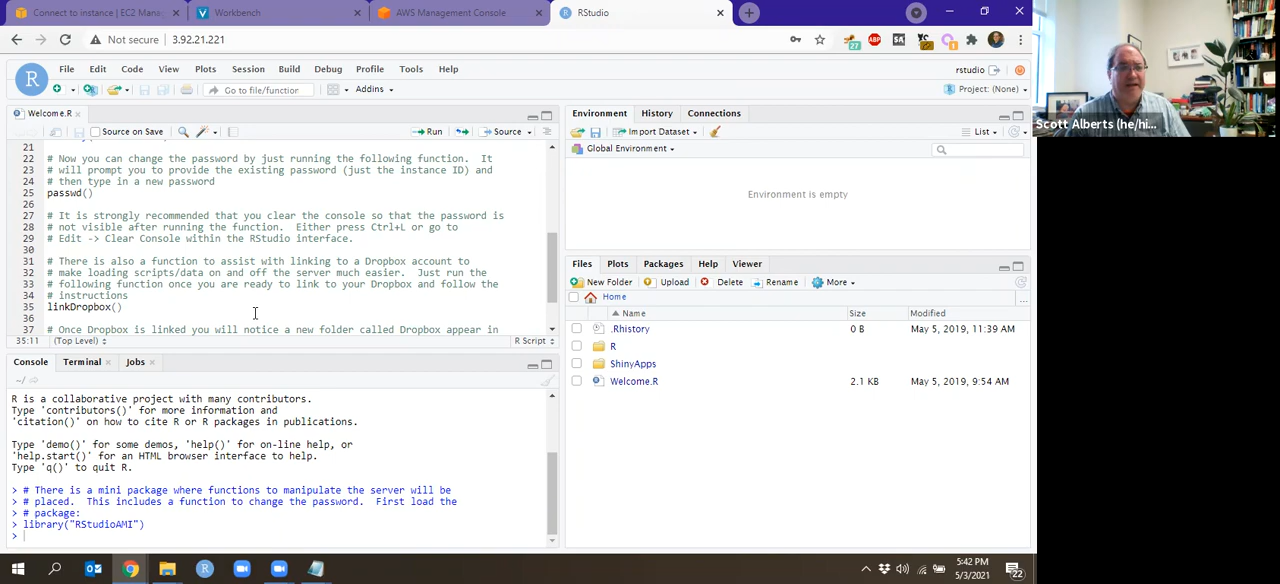 Connect to instance | EC2 Mana
Workbench
AWS Management Console
RStudio
Not secure
3.92.21.221
27
ABP
1
R
File
Edit
Code
View
Plots
Session
Build
Debug
Profile
Tools
Help
rstudio
Go to file/function
Addins
Project: (None)
Welcome.R
Source on Save
Run
Source
21
22 # Now you can change the password by just running the following function.  It
23 # will prompt you to provide the existing password (just the instance ID) and
24 # then type in a new password
25 passwd()
26
27 # It is strongly recommended that you clear the console so that the password is
28 # not visible after running the function.  Either press Ctrl+L or go to
29 # Edit -> Clear Console within the RStudio interface.
30
31 # There is also a function to assist with linking to a Dropbox account to
32 # make loading scripts/data on and off the server much easier.  Just run the
33 # following function once you are ready to link to your Dropbox and follow the
34 # instructions
35 linkDropbox()
36
37 # Once Dropbox is linked you will notice a new folder called Dropbox appear in
35:11
(Top Level)
R Script
Console
Terminal
Jobs
~/
R is a collaborative project with many contributors.
Type 'contributors()' for more information and
'citation()' on how to cite R or R packages in publications.
Type 'demo()' for some demos, 'help()' for on-line help, or
'help.start()' for an HTML browser interface to help.
Type 'q()' to quit R.
> # There is a mini package where functions to manipulate the server will be
> # placed.  This includes a function to change the password.  First load the
> # package:
> library("RStudioAMI")
>
Environment
History
Connections
Import Dataset
List
Global Environment
Environment is empty
Files
Plots
Packages
Help
Viewer
New Folder
Upload
Delete
Rename
More
Home
Name
Size
Modified
.Rhistory
0 B
May 5, 2019, 11:39 AM
R
ShinyApps
Welcome.R
2.1 KB
May 5, 2019, 9:54 AM
Scott Alberts (he/hi...
5:42 PM
5/3/2021
22